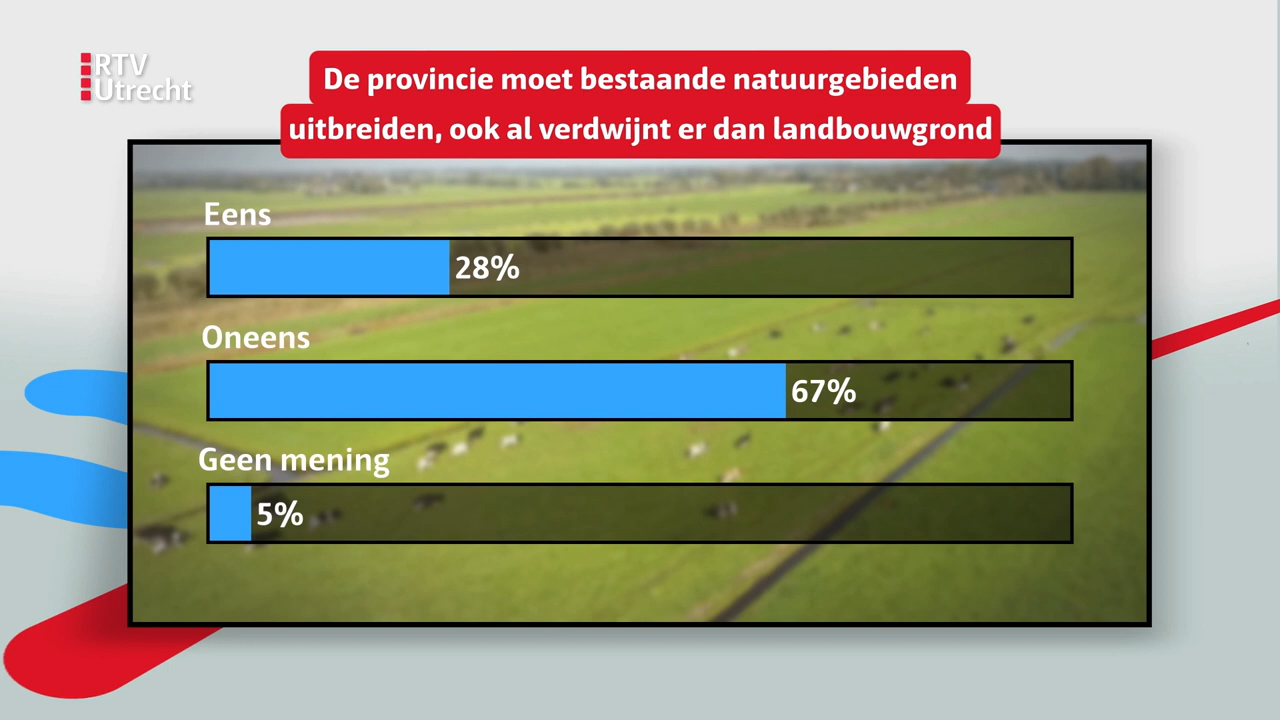 RTV
Utrecht
De provincie moet bestaande natuurgebieden
uitbreiden, ook al verdwijnt er dan landbouwgrond
Eens
28%
Oneens
67%
Geen mening
5%